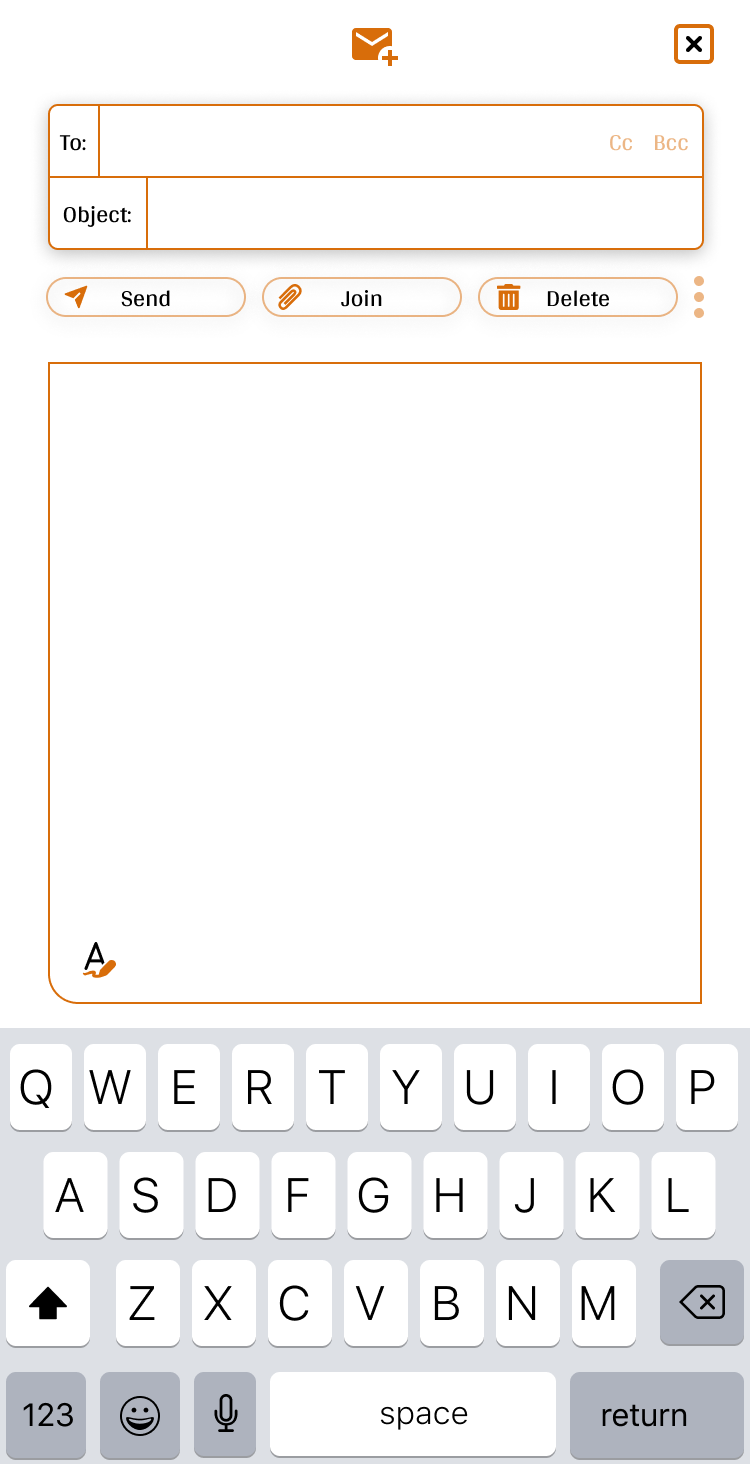 To: Cc Bcc
Object:
Send Join Delete
A
Q W E R T Y U I O P
A S D F G H J K L
Z X C V B N M
123 space return